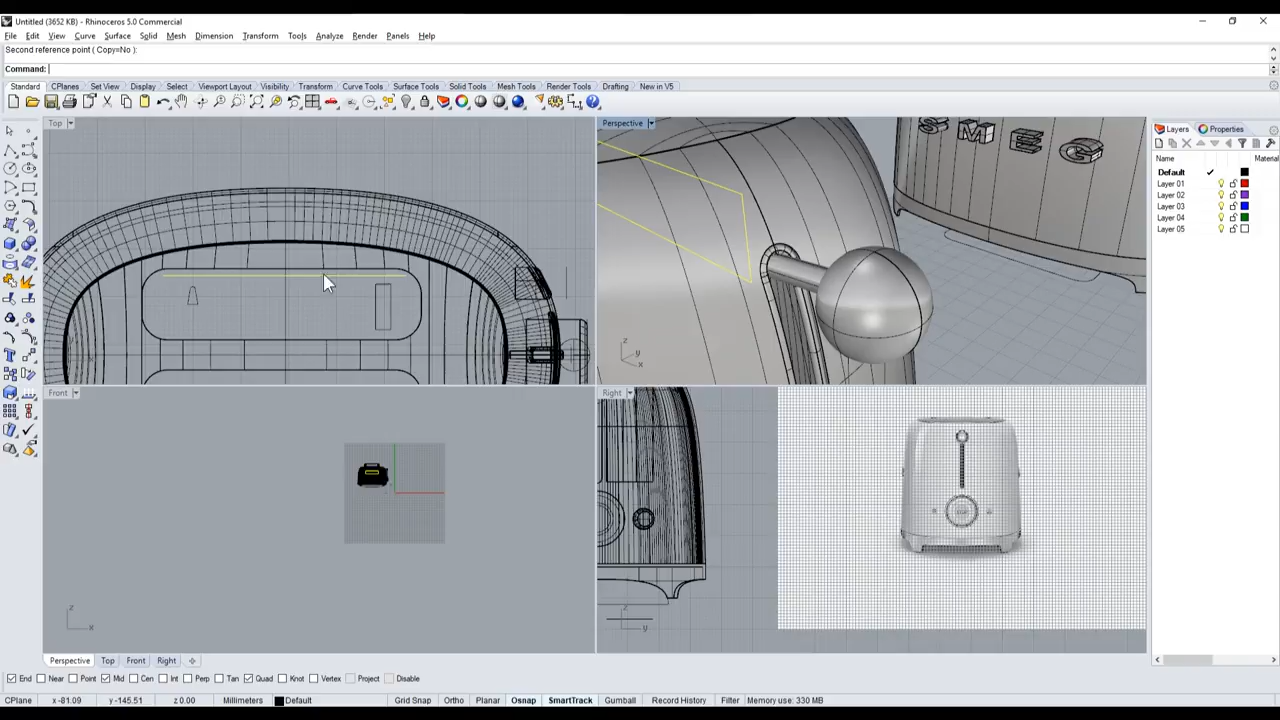 Untitled (3652 KB) - Rhinoceros 5.0 Commercial
File Edit View Curve Surface Solid Mesh Dimension Transform Tools Analyze Render Panels Help
Second reference point ( Copy=No ):
Command:
Standard CPlanes Set View Display Select Viewport Layout Visibility Transform Curve Tools Surface Tools Solid Tools Mesh Tools Render Tools Drafting New in V5
Top
Perspective
Layers Properties
Name Material
Default
Layer 01
Layer 02
Layer 03
Layer 04
Layer 05
SMEG
z
y
x
Front
Right
z
x
z
y
Perspective Top Front Right
End Near Point Mid Cen Int Perp Tan Quad Knot Vertex Project Disable
CPlane x -81.09 y -145.51 z 0.00 Millimeters Default Grid Snap Ortho Planar Osnap SmartTrack Gumball Record History Filter Memory use: 330 MB